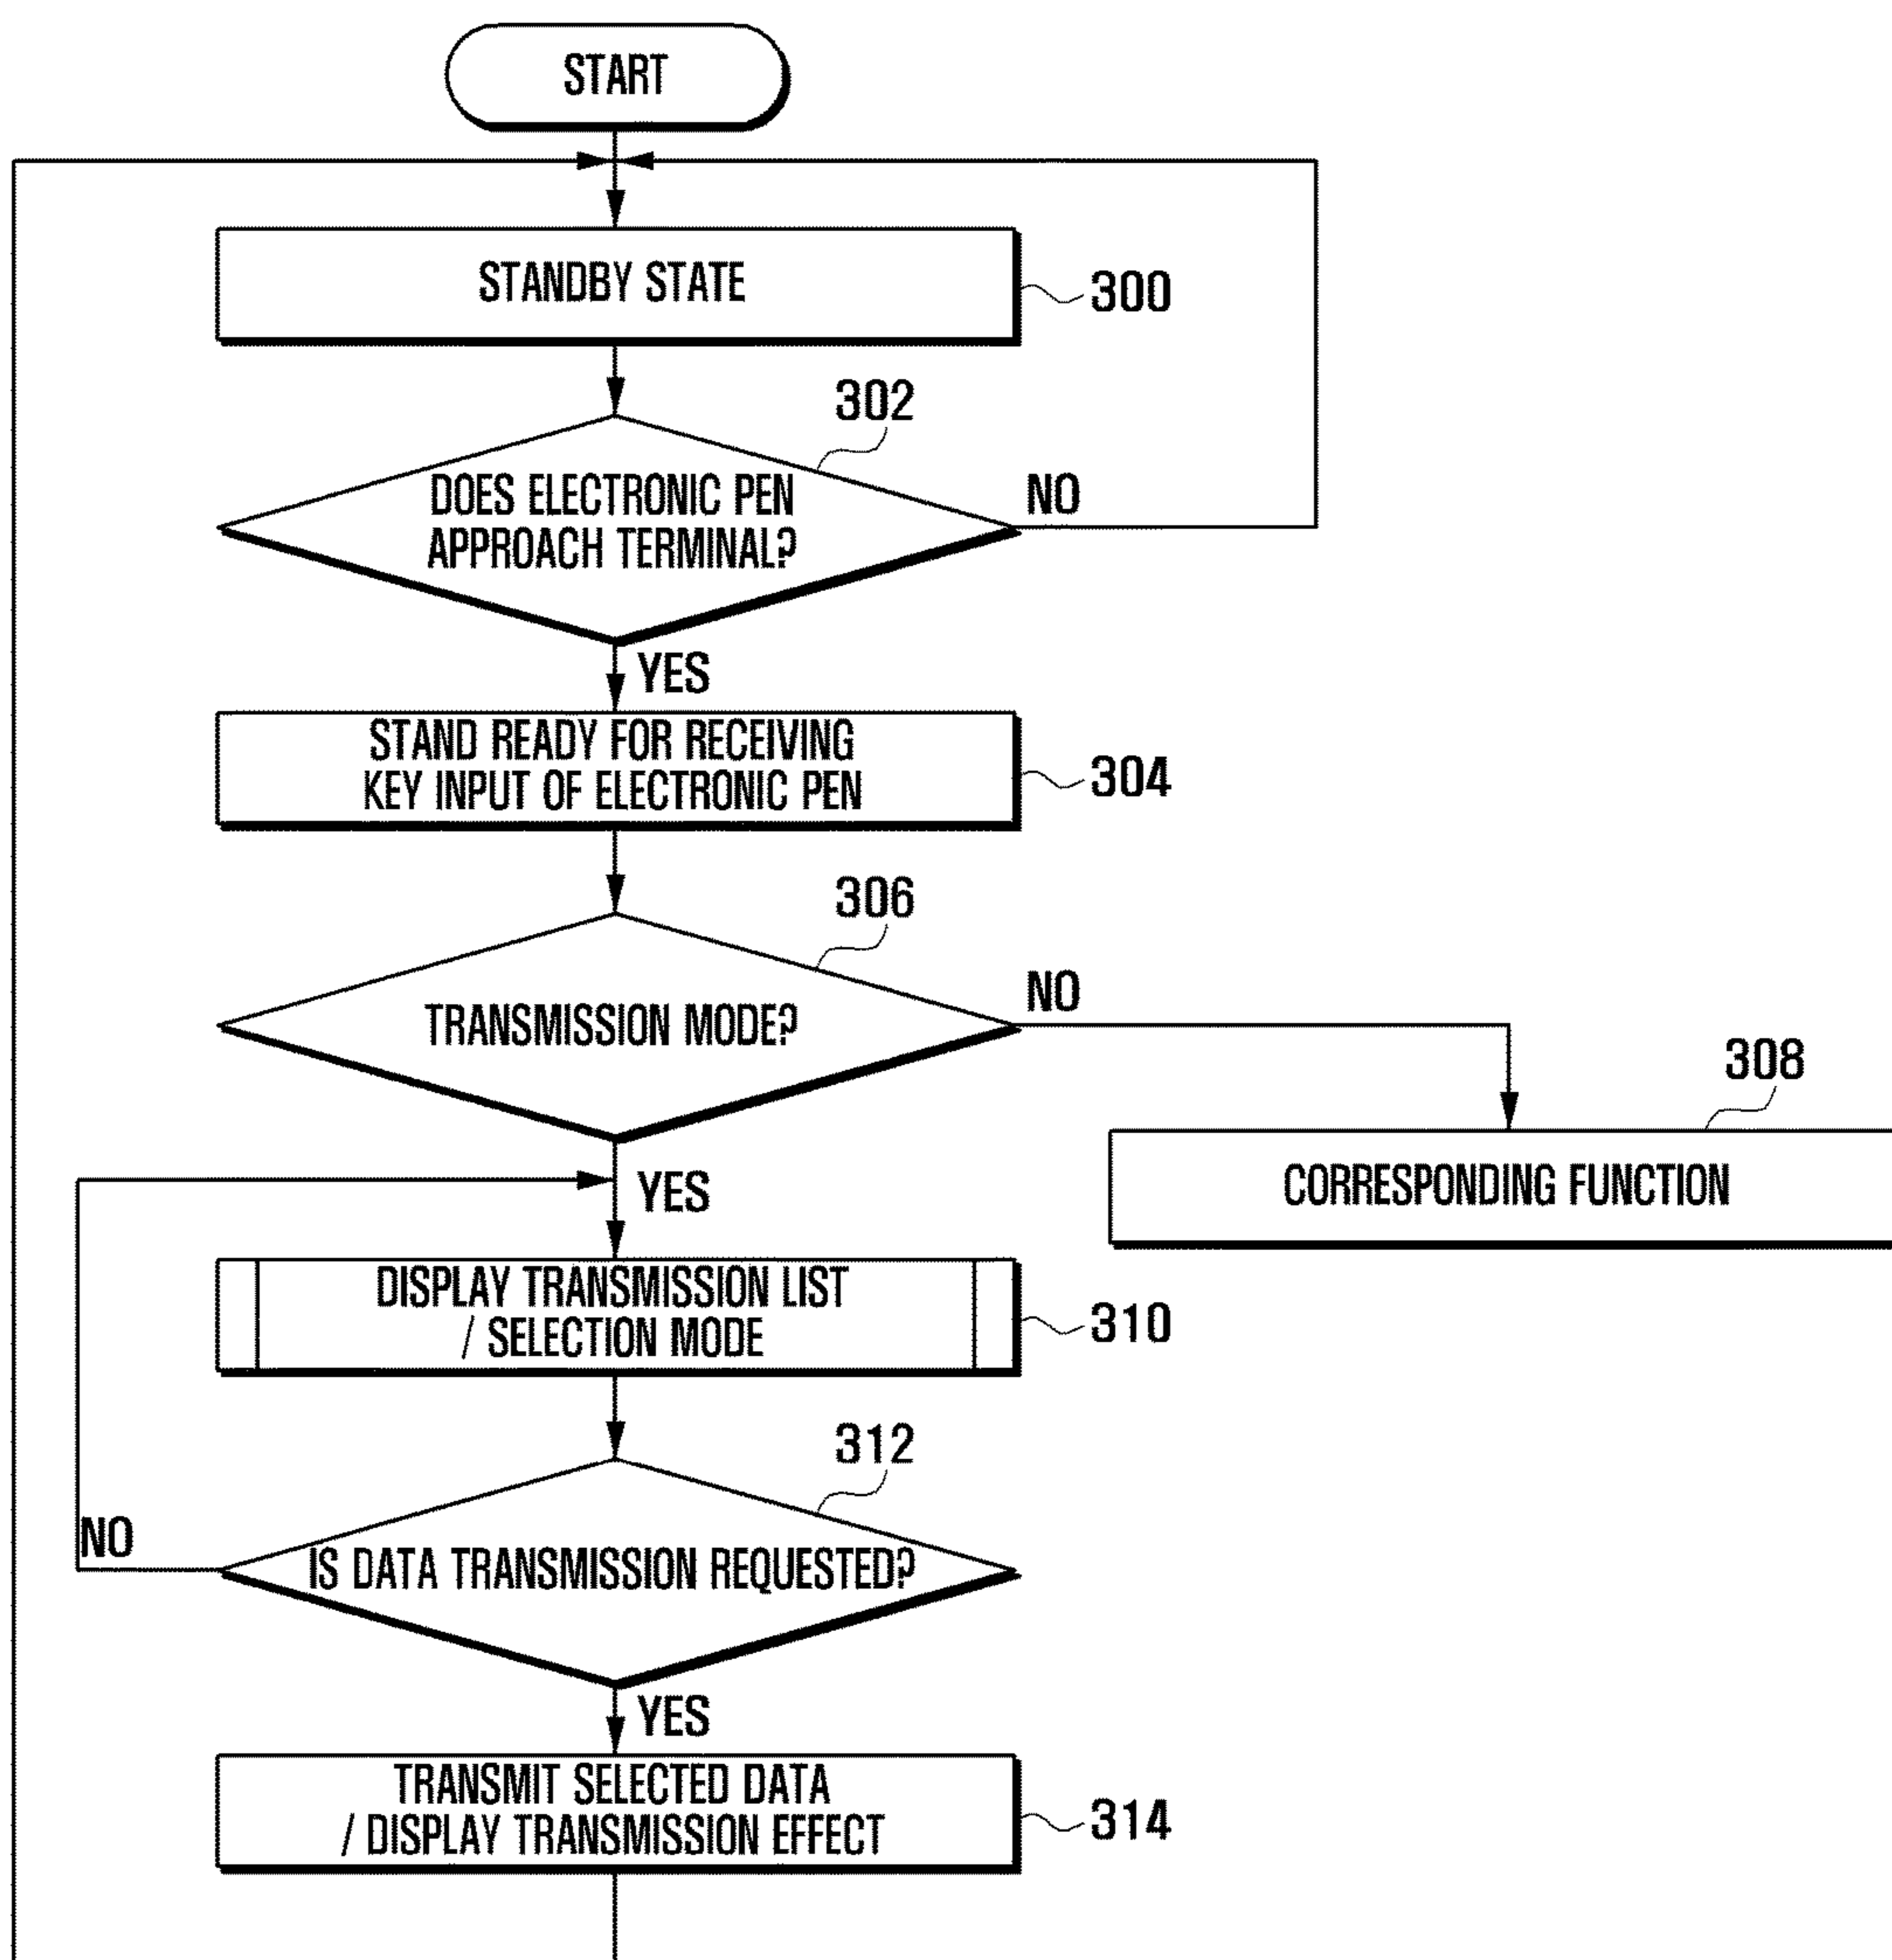 START
STANDBY STATE
300
302
DOES ELECTRONIC PEN
APPROACH TERMINAL?
NO
YES
STAND READY FOR RECEIVING
KEY INPUT OF ELECTRONIC PEN
304
306
TRANSMISSION MODE?
NO
308
CORRESPONDING FUNCTION
YES
DISPLAY TRANSMISSION LIST
/ SELECTION MODE
310
312
NO
IS DATA TRANSMISSION REQUESTED?
YES
TRANSMIT SELECTED DATA
/ DISPLAY TRANSMISSION EFFECT
314